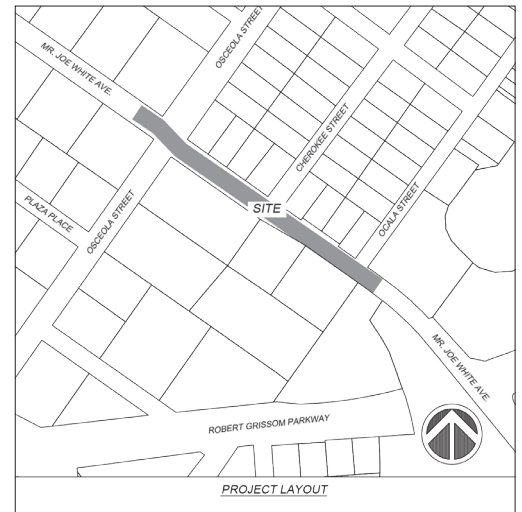 OSCEOLA STREET
MR. JOE WHITE AVE.
CHEROKEE STREET
SITE
OCALA STREET
PLAZA PLACE
OSCEOLA STREET
MR. JOE WHITE AVE.
ROBERT GRISSOM PARKWAY
PROJECT LAYOUT